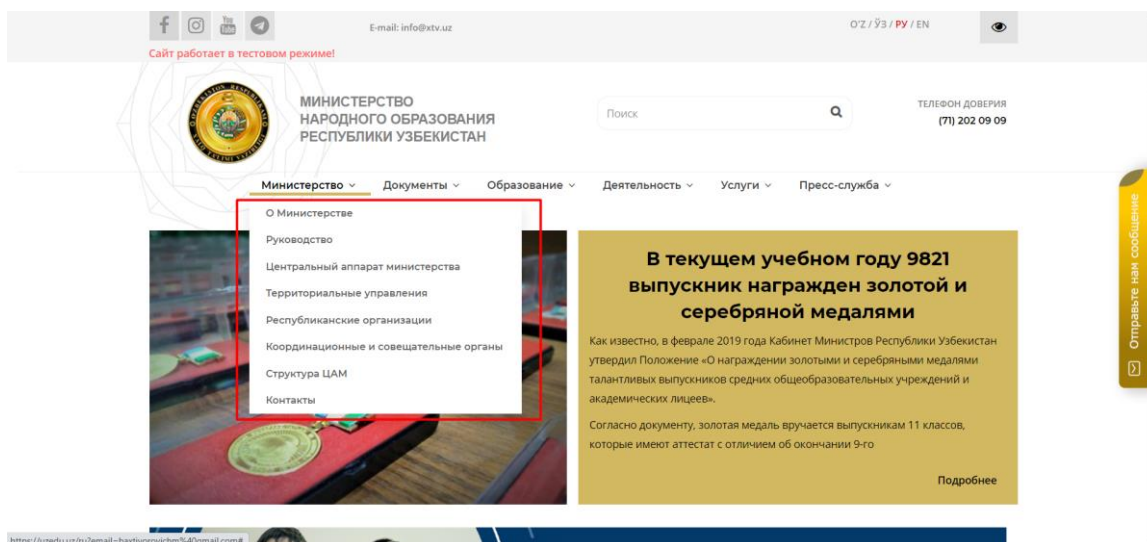 You Tube
E-mail: info@xtv.uz
O'Z / ЎЗ / РУ / EN
Сайт работает в тестовом режиме!
МИНИСТЕРСТВО
НАРОДНОГО ОБРАЗОВАНИЯ
РЕСПУБЛИКИ УЗБЕКИСТАН
Поиск
ТЕЛЕФОН ДОВЕРИЯ
(71) 202 09 09
Министерство Документы Образование Деятельность Услуги Пресс-служба
О Министерстве
Руководство
Центральный аппарат министерства
Территориальные управления
Республиканские организации
Координационные и совещательные органы
Структура ЦАМ
Контакты
В текущем учебном году 9821
выпускник награжден золотой и
серебряной медалями
Как известно, в феврале 2019 года Кабинет Министров Республики Узбекистан
утвердил Положение «О награждении золотыми и серебряными медалями
талантливых выпускников средних общеобразовательных учреждений и
академических лицеев».
Согласно документу, золотая медаль вручается выпускникам 11 классов,
которые имеют аттестат с отличием об окончании 9-го
Подробнее
Отправьте нам сообщение